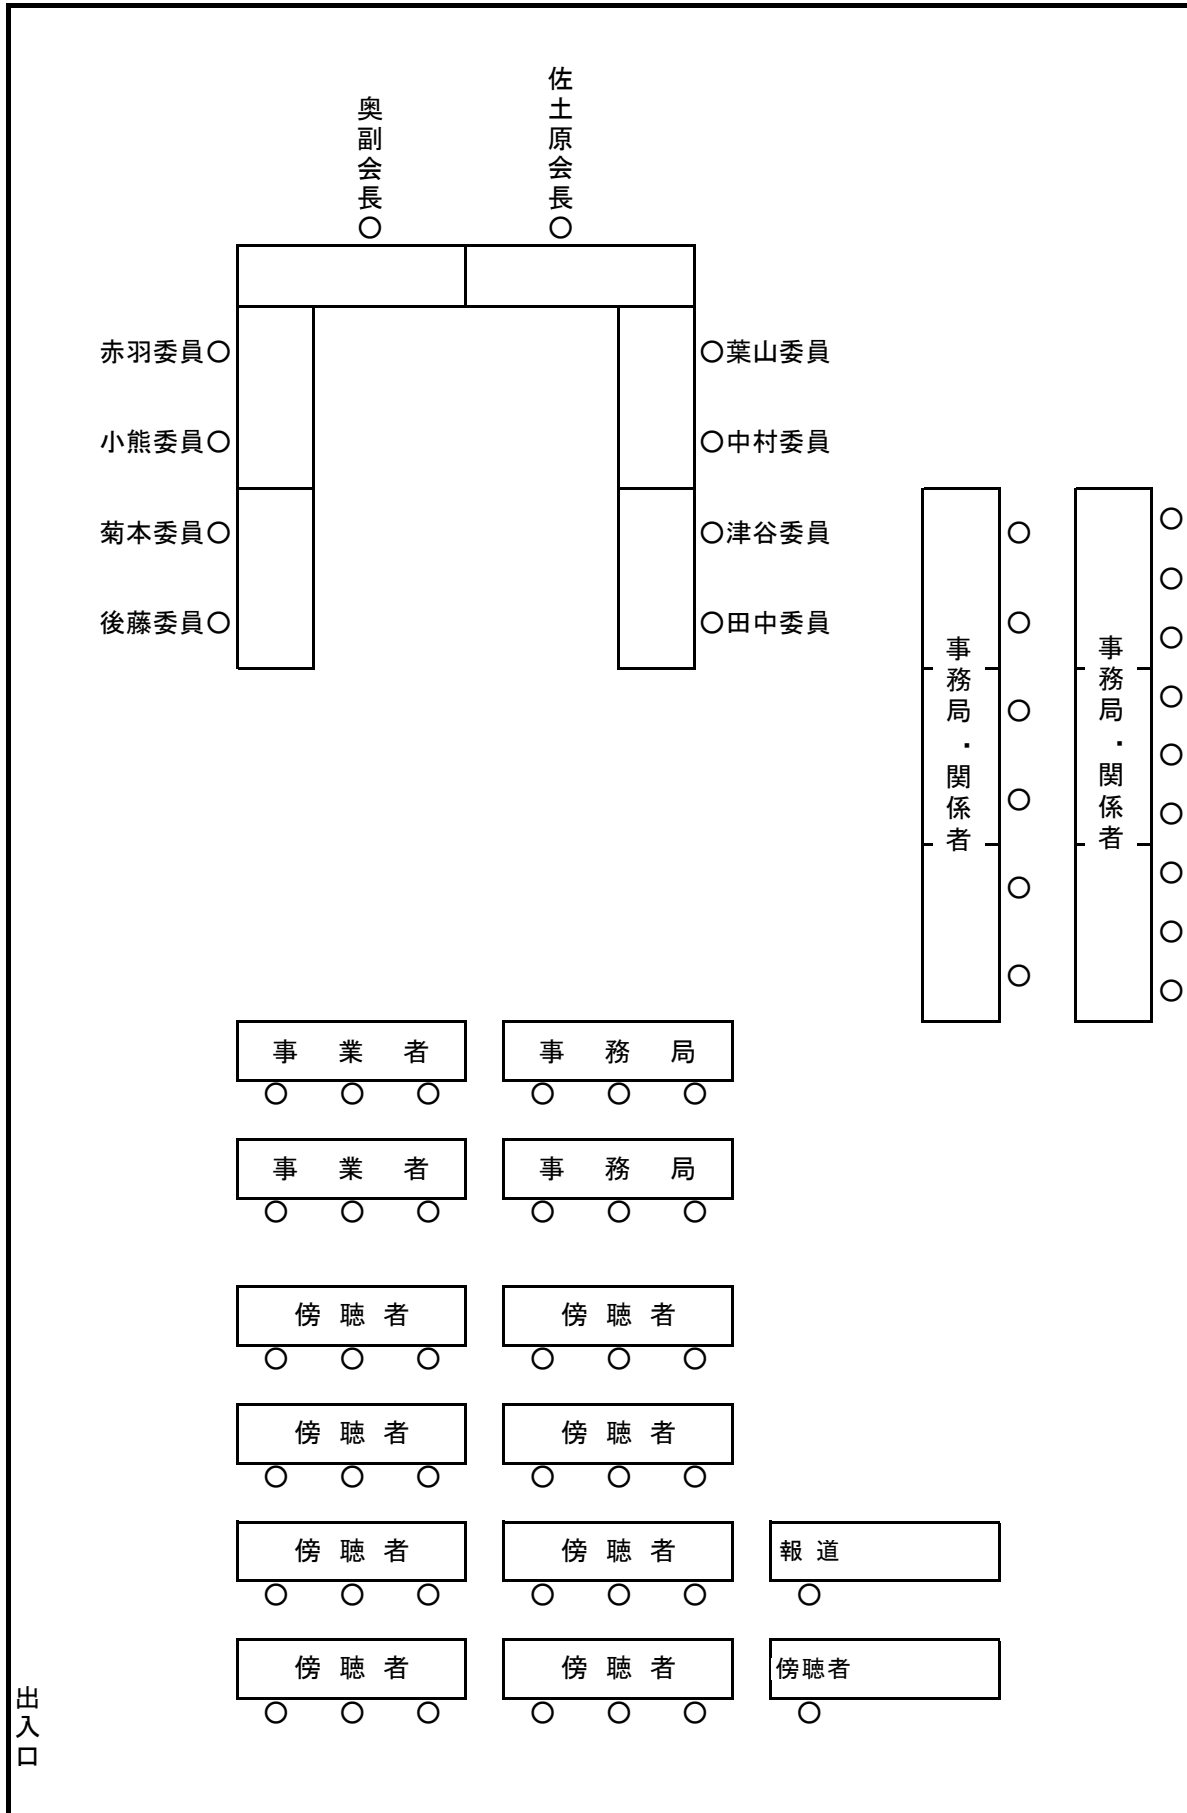 佐土原会長○
奥副会長○
赤羽委員○
○葉山委員
小熊委員○
○中村委員
菊本委員○
○津谷委員
後藤委員○
○田中委員
事務局・関係者
事務局・関係者
事業者
事務局
事業者
事務局
傍聴者
傍聴者
傍聴者
傍聴者
傍聴者
傍聴者
報道
傍聴者
傍聴者
傍聴者
出入口